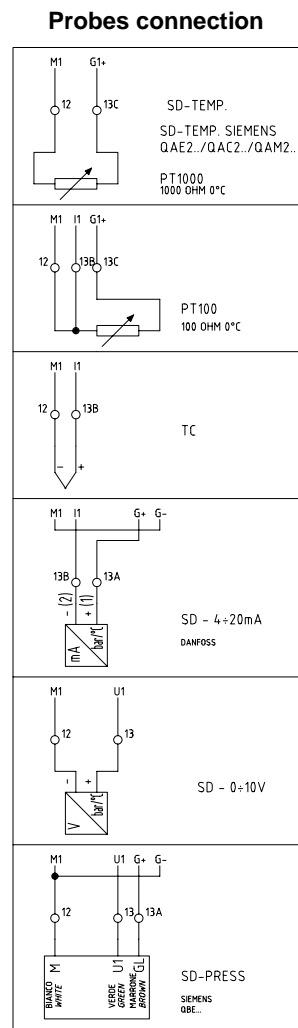 Probes connection
M1 G1+
12 13C
SD-TEMP.
SD-TEMP. SIEMENS
QAE2../QAC2../QAM2..
PT1000
1000 OHM 0°C
M1 I1 G1+
12 13B 13C
PT100
100 OHM 0°C
M1 I1
12 13B
TC
- +
M1 I1 G+ G-
13B 13A
- (2) + (1)
mA bar/°C
SD - 4÷20mA
DANFOSS
M1 U1
12 13
- +
V bar/°C
SD - 0÷10V
M1 U1 G+ G-
12 13 13A
M U1 GL
BIANCO VERDE MARRONE
WHITE GREEN BROWN
SD-PRESS
SIEMENS
QBE...